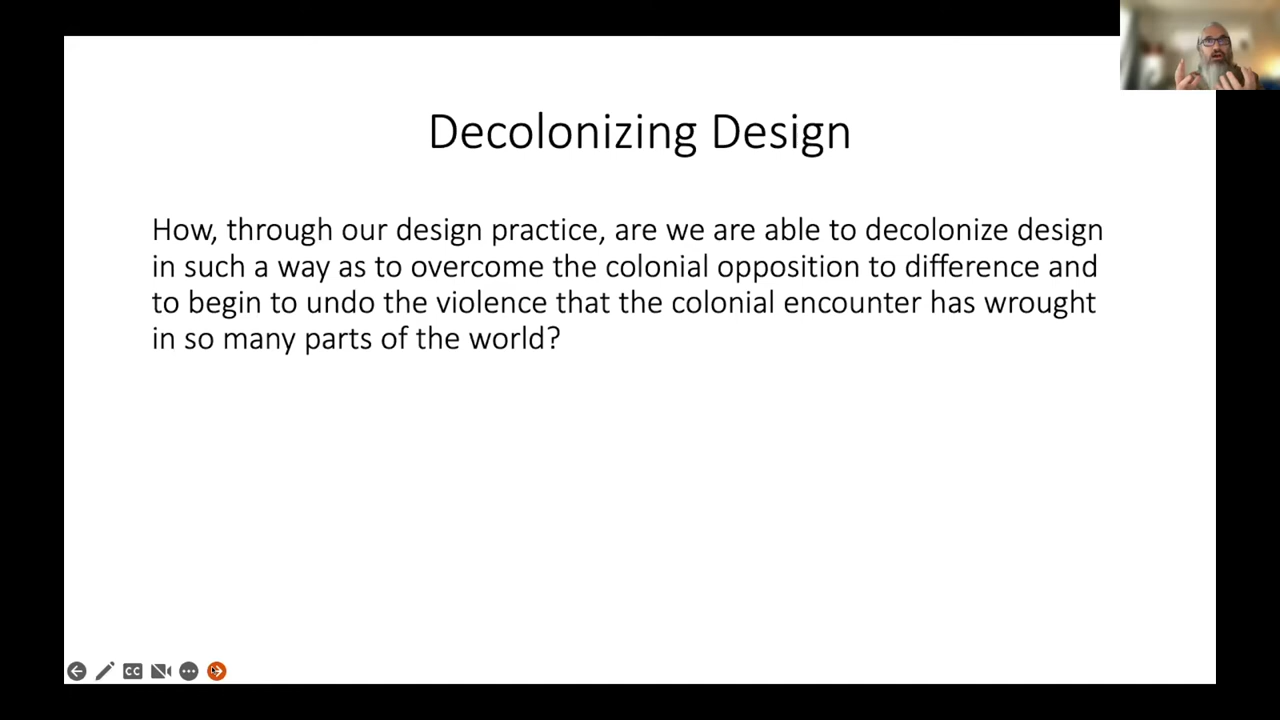 Decolonizing Design
How, through our design practice, are we are able to decolonize design
in such a way as to overcome the colonial opposition to difference and
to begin to undo the violence that the colonial encounter has wrought
in so many parts of the world?
CC